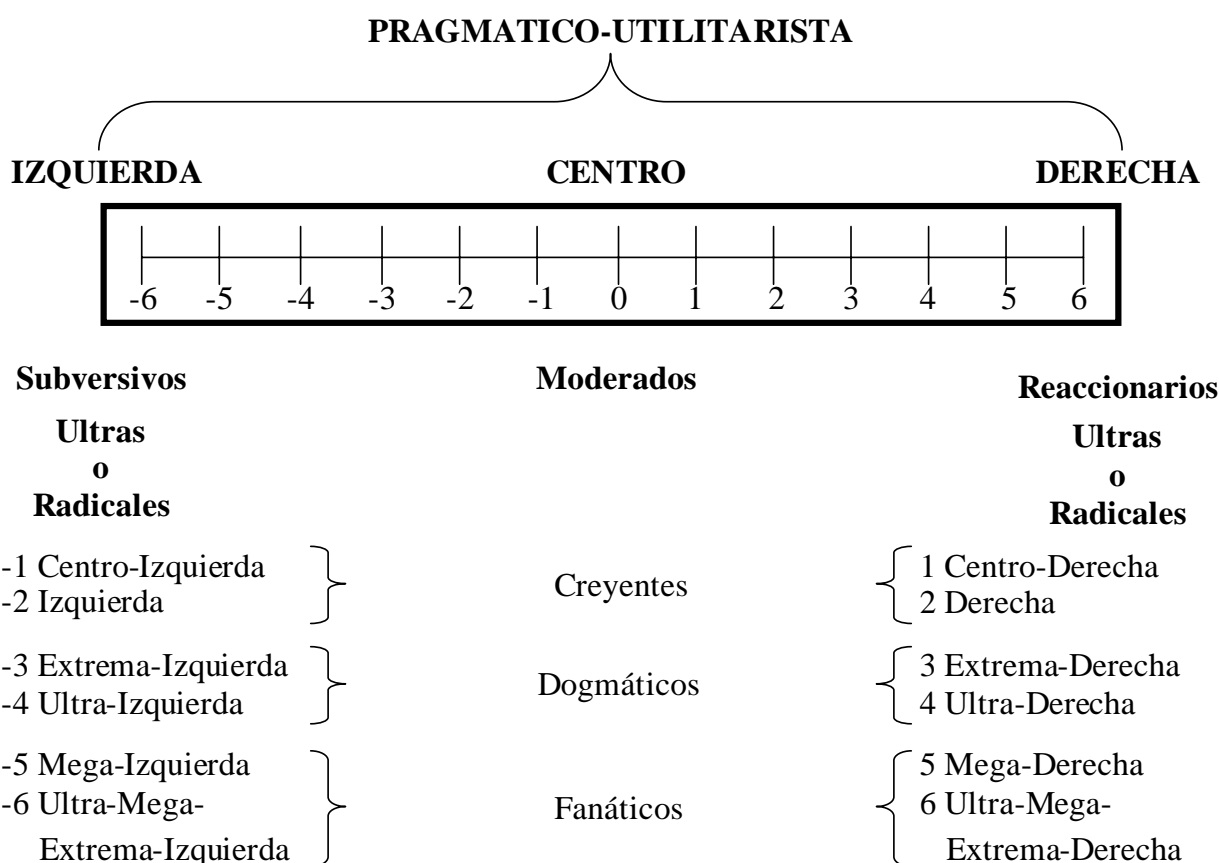 PRAGMATICO-UTILITARISTA
IZQUIERDA CENTRO DERECHA
-6 -5 -4 -3 -2 -1 0 1 2 3 4 5 6
Subversivos Moderados Reaccionarios
Ultras Ultras
o o
Radicales Radicales
-1 Centro-Izquierda 1 Centro-Derecha
Creyentes
-2 Izquierda 2 Derecha
-3 Extrema-Izquierda 3 Extrema-Derecha
Dogmáticos
-4 Ultra-Izquierda 4 Ultra-Derecha
-5 Mega-Izquierda 5 Mega-Derecha
-6 Ultra-Mega- Fanáticos 6 Ultra-Mega-
Extrema-Izquierda Extrema-Derecha